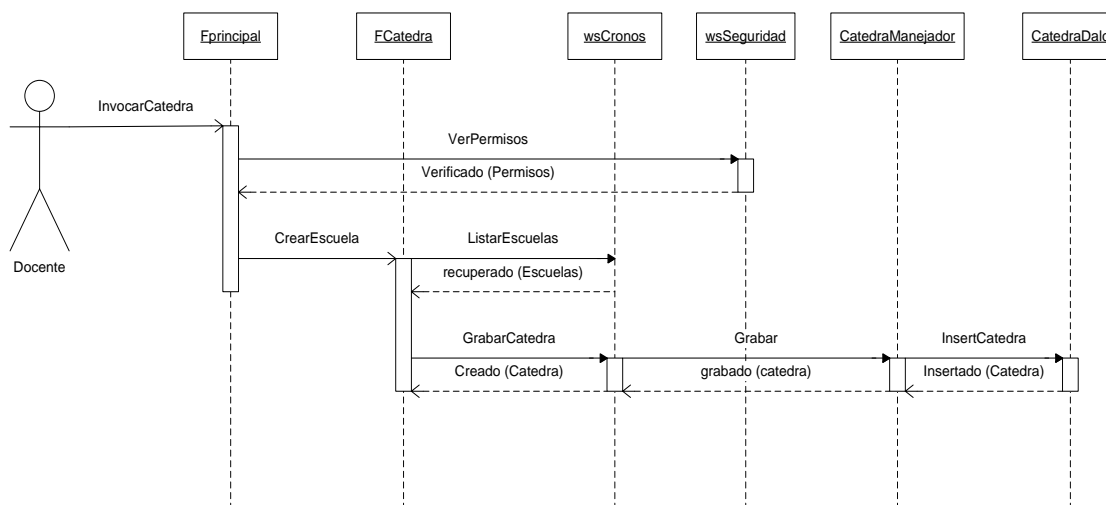 Fprincipal
FCatedra
wsCronos
wsSeguridad
CatedraManejador
CatedraDalc
InvocarCatedra
VerPermisos
Verificado (Permisos)
CrearEscuela
ListarEscuelas
Docente
recuperado (Escuelas)
GrabarCatedra
Grabar
InsertCatedra
Creado (Catedra)
grabado (catedra)
Insertado (Catedra)